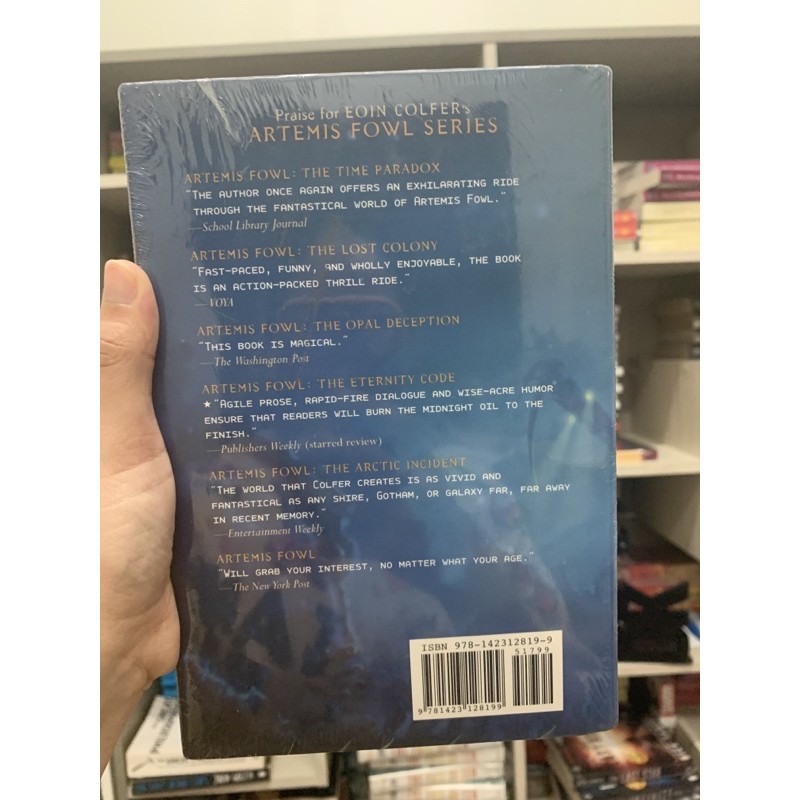 Praise for EOIN COLFER's
ARTEMIS FOWL SERIES
ARTEMIS FOWL: THE TIME PARADOX
"THE AUTHOR ONCE AGAIN OFFERS AN EXHILARATING RIDE
THROUGH THE FANTASTICAL WORLD OF ARTEMIS FOWL."
—School Library Journal
ARTEMIS FOWL: THE LOST COLONY
"FAST-PACED, FUNNY, AND WHOLLY ENJOYABLE, THE BOOK
IS AN ACTION-PACKED THRILL RIDE."
—VOYA
ARTEMIS FOWL: THE OPAL DECEPTION
"THIS BOOK IS MAGICAL."
—The Washington Post
ARTEMIS FOWL: THE ETERNITY CODE
★"AGILE PROSE, RAPID-FIRE DIALOGUE AND WISE-ACRE HUMOR
ENSURE THAT READERS WILL BURN THE MIDNIGHT OIL TO THE
FINISH."
—Publishers Weekly (starred review)
ARTEMIS FOWL: THE ARCTIC INCIDENT
"THE WORLD THAT COLFER CREATES IS AS VIVID AND
FANTASTICAL AS ANY SHIRE, GOTHAM, OR GALAXY FAR, FAR AWAY
IN RECENT MEMORY."
—Entertainment Weekly
ARTEMIS FOWL
"WILL GRAB YOUR INTEREST, NO MATTER WHAT YOUR AGE."
—The New York Post
ISBN 978-142312819-9
51799
9 781423 128199